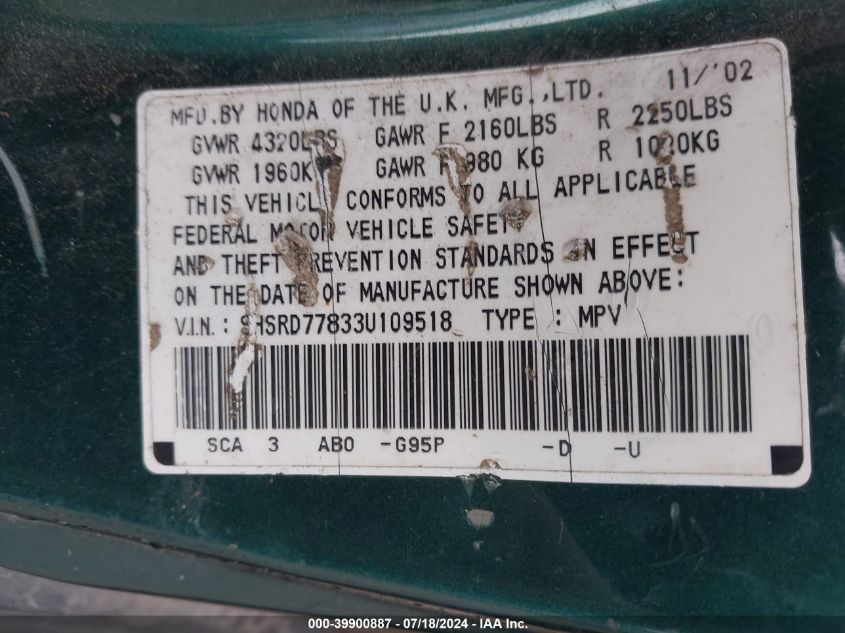 MFD.BY HONDA OF THE U.K. MFG.,LTD. 11/'02
GVWR 4320LBS GAWR F 2160LBS R 2250LBS
GVWR 1960K GAWR F 980 KG R 1020KG
THIS VEHICLE CONFORMS TO ALL APPLICABLE
FEDERAL MOTOR VEHICLE SAFETY
AND THEFT PREVENTION STANDARDS IN EFFECT
ON THE DATE OF MANUFACTURE SHOWN ABOVE:
V.I.N.: SHSRD77833U109518 TYPE : MPV
SCA 3 ABO -G95P -D -U
000-39900887 - 07/18/2024 - IAA Inc.